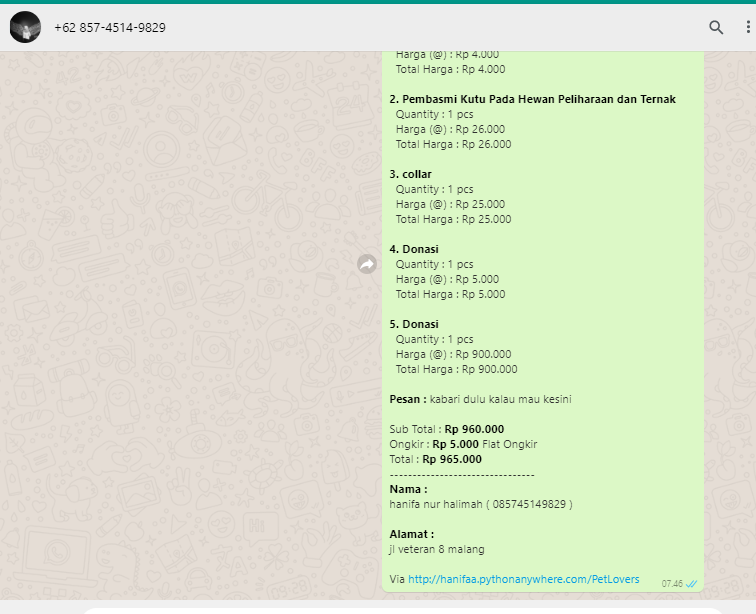 +62 857-4514-9829
Harga (@) : Rp 4.000
Total Harga : Rp 4.000
2. Pembasmi Kutu Pada Hewan Peliharaan dan Ternak
Quantity : 1 pcs
Harga (@) : Rp 26.000
Total Harga : Rp 26.000
3. collar
Quantity : 1 pcs
Harga (@) : Rp 25.000
Total Harga : Rp 25.000
4. Donasi
Quantity : 1 pcs
Harga (@) : Rp 5.000
Total Harga : Rp 5.000
5. Donasi
Quantity : 1 pcs
Harga (@) : Rp 900.000
Total Harga : Rp 900.000
Pesan : kabari dulu kalau mau kesini
Sub Total : Rp 960.000
Ongkir : Rp 5.000 Flat Ongkir
Total : Rp 965.000
--------------------------------
Nama :
hanifa nur halimah ( 085745149829 )
Alamat :
jl veteran 8 malang
Via http://hanifaa.pythonanywhere.com/PetLovers
07.46